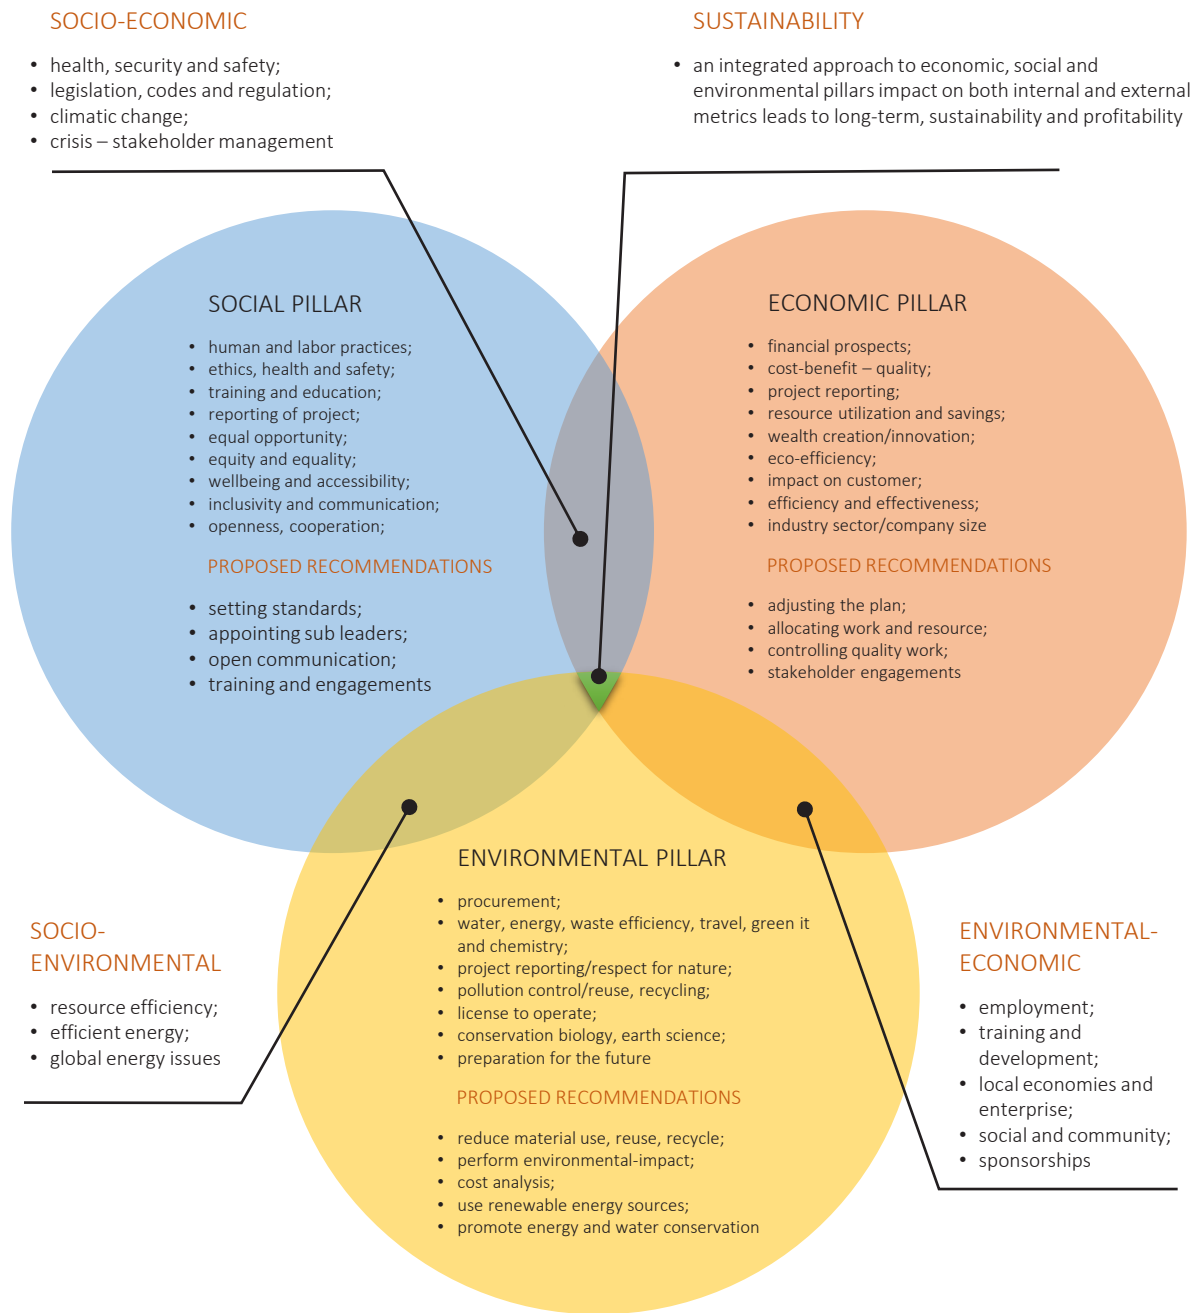 SOCIO-ECONOMIC
• health, security and safety;
• legislation, codes and regulation;
• climatic change;
• crisis – stakeholder management
SUSTAINABILITY
• an integrated approach to economic, social and
environmental pillars impact on both internal and external
metrics leads to long-term, sustainability and profitability
SOCIAL PILLAR
• human and labor practices;
• ethics, health and safety;
• training and education;
• reporting of project;
• equal opportunity;
• equity and equality;
• wellbeing and accessibility;
• inclusivity and communication;
• openness, cooperation;
PROPOSED RECOMMENDATIONS
• setting standards;
• appointing sub leaders;
• open communication;
• training and engagements
ECONOMIC PILLAR
• financial prospects;
• cost-benefit – quality;
• project reporting;
• resource utilization and savings;
• wealth creation/innovation;
• eco-efficiency;
• impact on customer;
• efficiency and effectiveness;
• industry sector/company size
PROPOSED RECOMMENDATIONS
• adjusting the plan;
• allocating work and resource;
• controlling quality work;
• stakeholder engagements
ENVIRONMENTAL PILLAR
• procurement;
• water, energy, waste efficiency, travel, green it
and chemistry;
• project reporting/respect for nature;
• pollution control/reuse, recycling;
• license to operate;
• conservation biology, earth science;
• preparation for the future
PROPOSED RECOMMENDATIONS
• reduce material use, reuse, recycle;
• perform environmental-impact;
• cost analysis;
• use renewable energy sources;
• promote energy and water conservation
SOCIO-
ENVIRONMENTAL
• resource efficiency;
• efficient energy;
• global energy issues
ENVIRONMENTAL-
ECONOMIC
• employment;
• training and
development;
• local economies and
enterprise;
• social and community;
• sponsorships